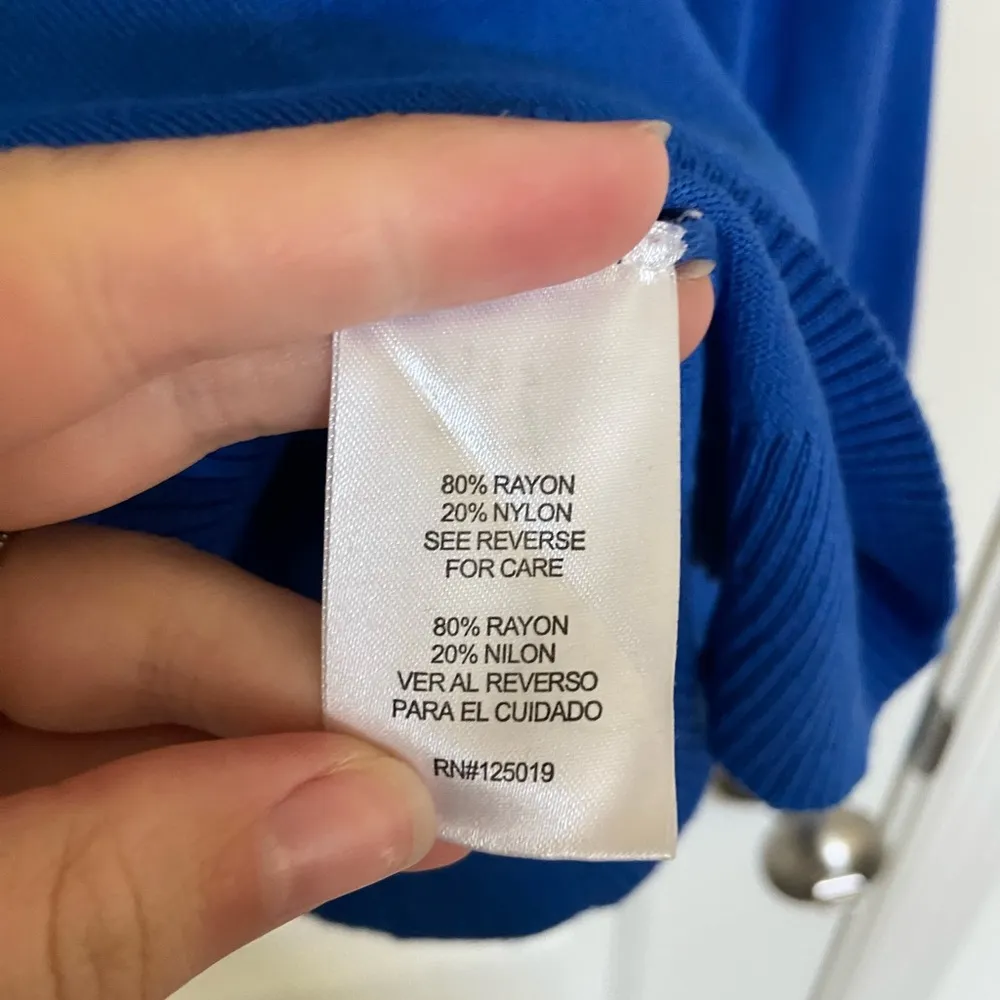 80% RAYON
20% NYLON
SEE REVERSE
FOR CARE
80% RAYON
20% NILON
VER AL REVERSO
PARA EL CUIDADO
RN#125019